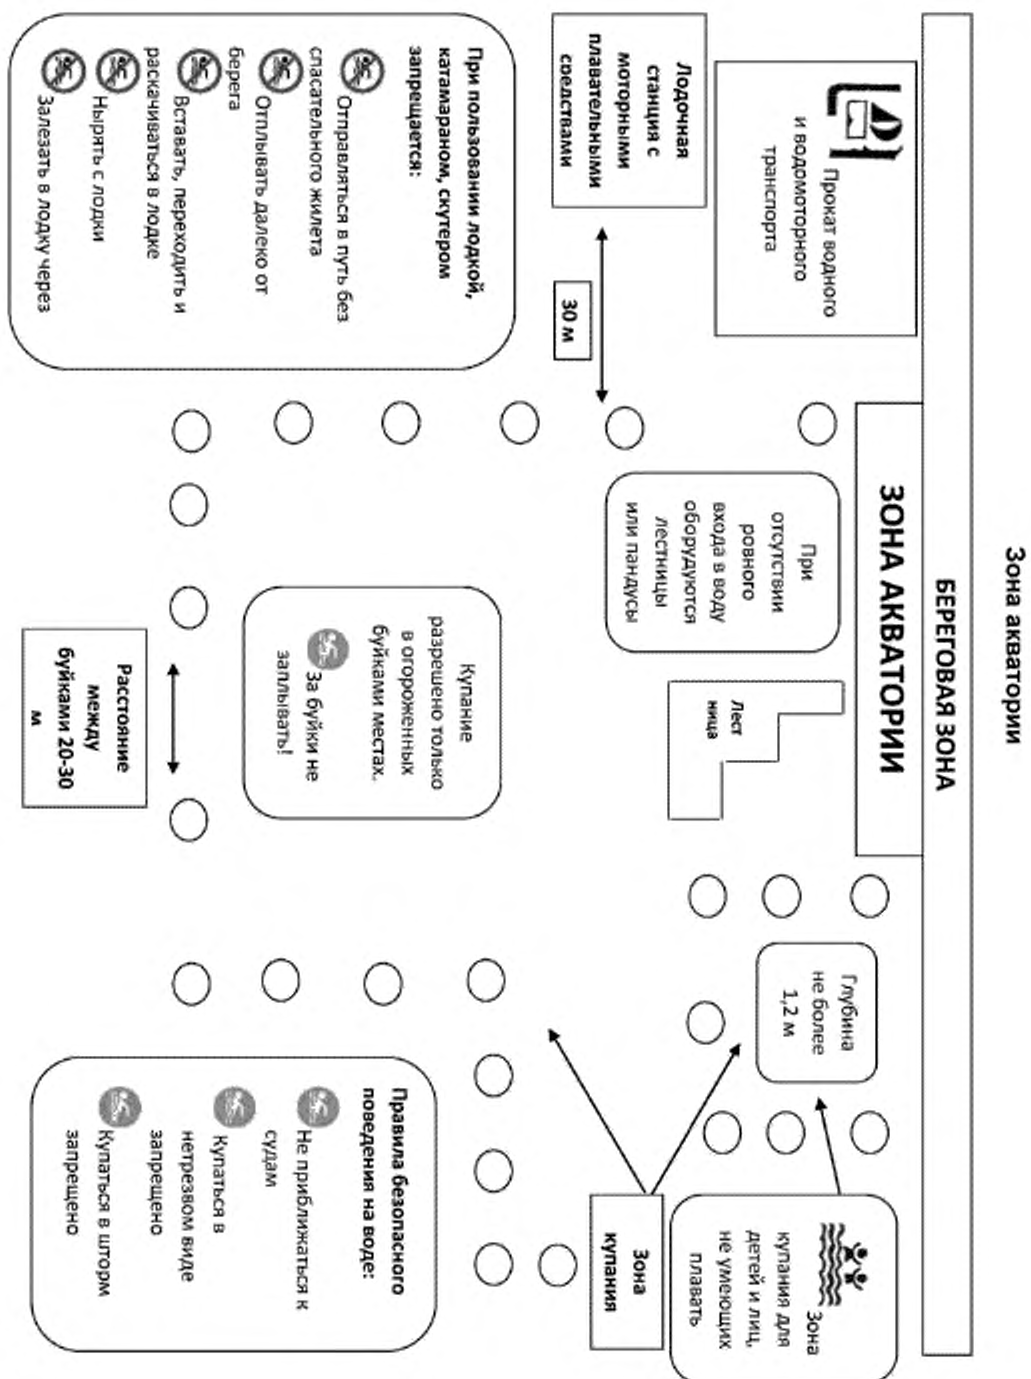 Зона акватории
БЕРЕГОВАЯ ЗОНА
ЗОНА АКВАТОРИИ
Прокат водного
и водомоторного
транспорта
Лодочная
станция с
моторными
плавательными
средствами
30 м
При пользовании лодкой,
катамараном, скутером
запрещается:
Отправляться в путь без
спасательного жилета
Отплывать далеко от
берега
Вставать, переходить и
раскачиваться в лодке
Нырять с лодки
Залезать в лодку через
При
отсутствии
ровного
входа в воду
оборудуются
лестницы
или пандусы
Лест
ница
Купание
разрешено только
в огороженных
буйками местах.
За буйки не
заплывать!
Расстояние
между
буйками 20-30
м
Глубина
не более
1,2 м
Зона
купания для
детей и лиц,
не умеющих
плавать
Зона
купания
Правила безопасного
поведения на воде:
Не приближаться к
судам
Купаться в
нетрезвом виде
запрещено
Купаться в шторм
запрещено